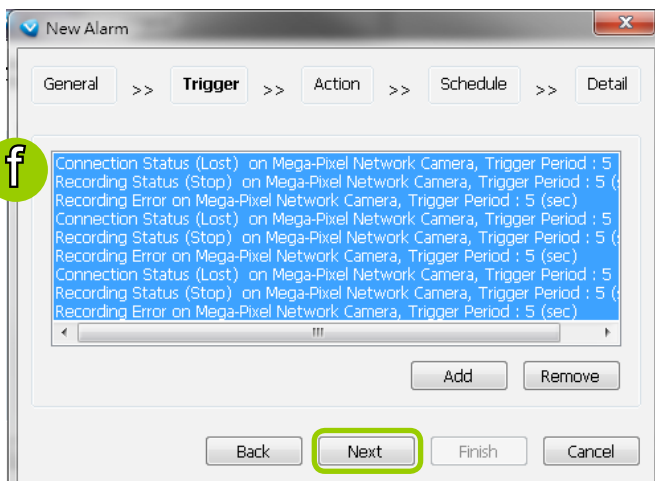 New Alarm
General >> Trigger >> Action >> Schedule >> Detail
f
Connection Status (Lost) on Mega-Pixel Network Camera, Trigger Period : 5
Recording Status (Stop) on Mega-Pixel Network Camera, Trigger Period : 5 (
Recording Error on Mega-Pixel Network Camera, Trigger Period : 5 (sec)
Connection Status (Lost) on Mega-Pixel Network Camera, Trigger Period : 5
Recording Status (Stop) on Mega-Pixel Network Camera, Trigger Period : 5 (
Recording Error on Mega-Pixel Network Camera, Trigger Period : 5 (sec)
Connection Status (Lost) on Mega-Pixel Network Camera, Trigger Period : 5
Recording Status (Stop) on Mega-Pixel Network Camera, Trigger Period : 5 (
Recording Error on Mega-Pixel Network Camera, Trigger Period : 5 (sec)
Add Remove
Back Next Finish Cancel